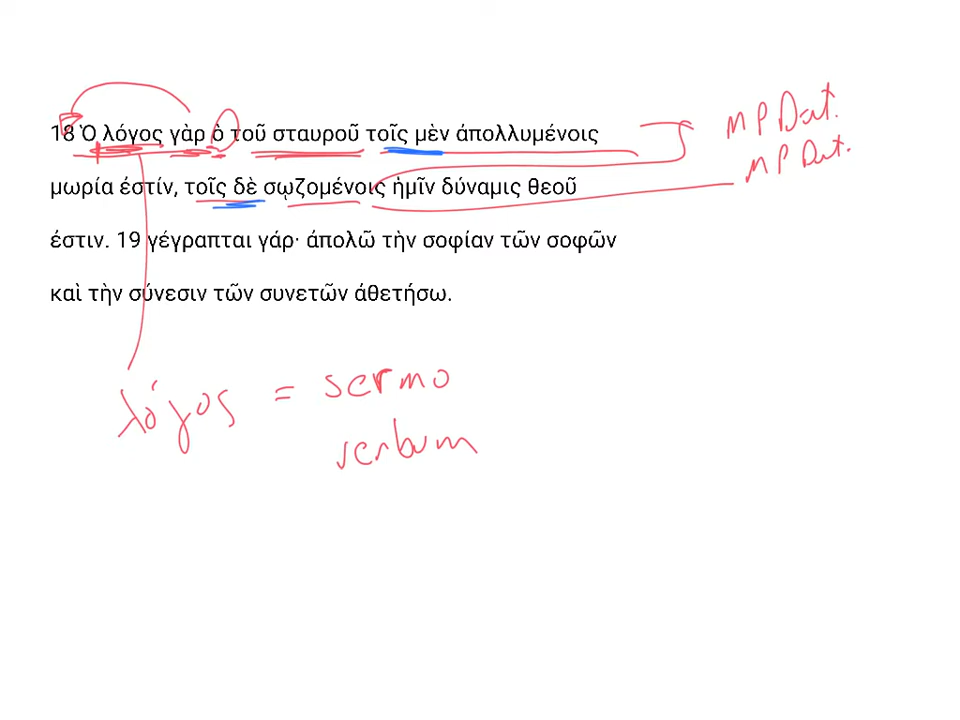 18 Ὁ λόγος γὰρ ὁ τοῦ σταυροῦ τοῖς μὲν ἀπολλυμένοις
μωρία ἐστίν, τοῖς δὲ σῳζομένοις ἡμῖν δύναμις θεοῦ
ἐστιν. 19 γέγραπται γάρ· ἀπολῶ τὴν σοφίαν τῶν σοφῶν
καὶ τὴν σύνεσιν τῶν συνετῶν ἀθετήσω.
M P Dat.
M P Dat.
λόγος = sermo
verbum